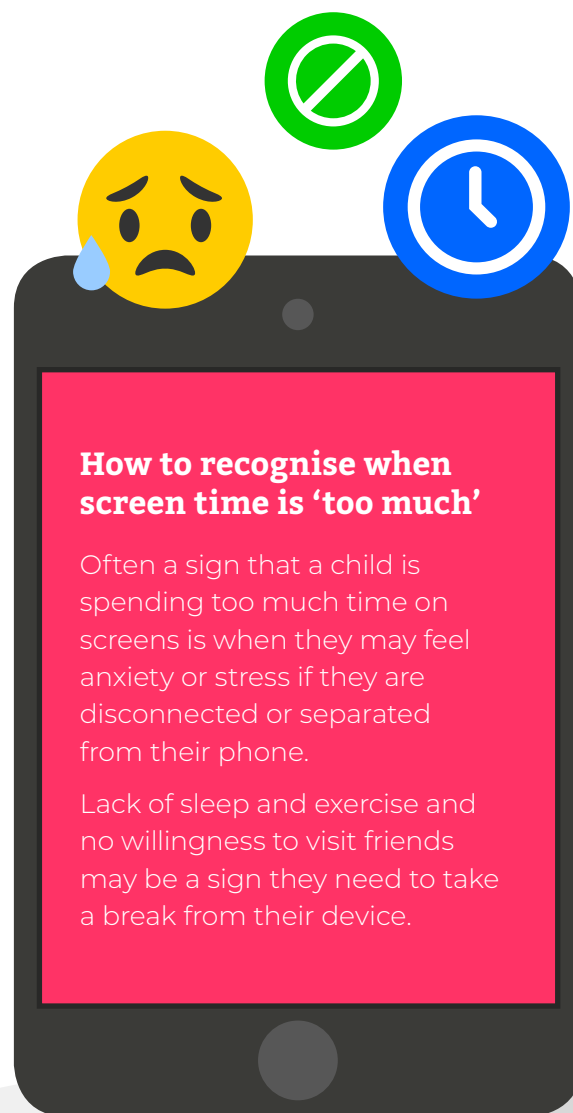 How to recognise when
screen time is ‘too much’
Often a sign that a child is
spending too much time on
screens is when they may feel
anxiety or stress if they are
disconnected or separated
from their phone.
Lack of sleep and exercise and
no willingness to visit friends
may be a sign they need to take
a break from their device.